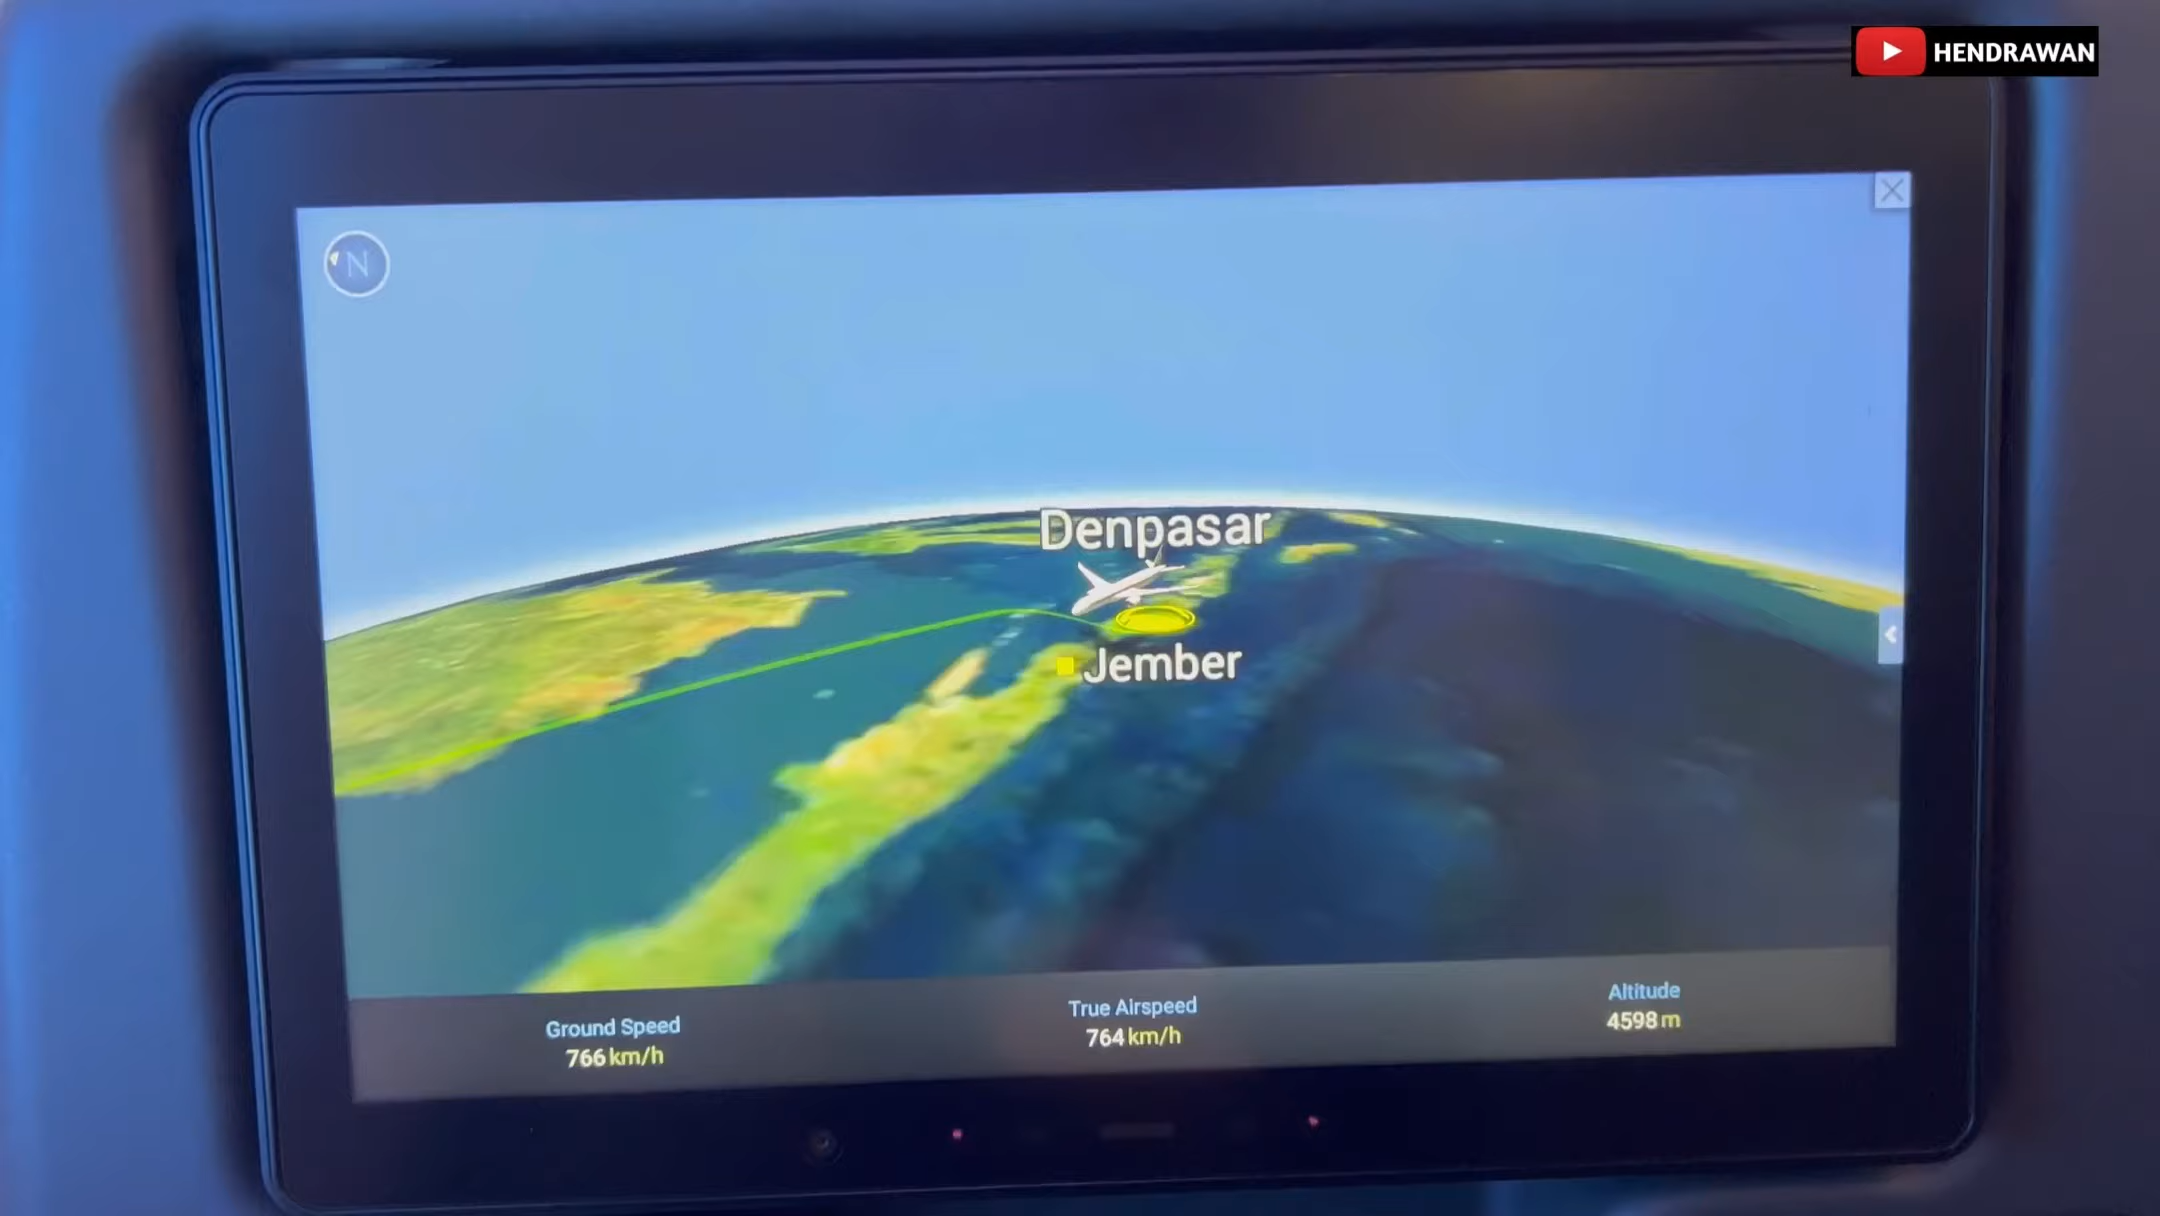 HENDRAWAN
N
Denpasar
Jember
Ground Speed
766 km/h
True Airspeed
764 km/h
Altitude
4598 m